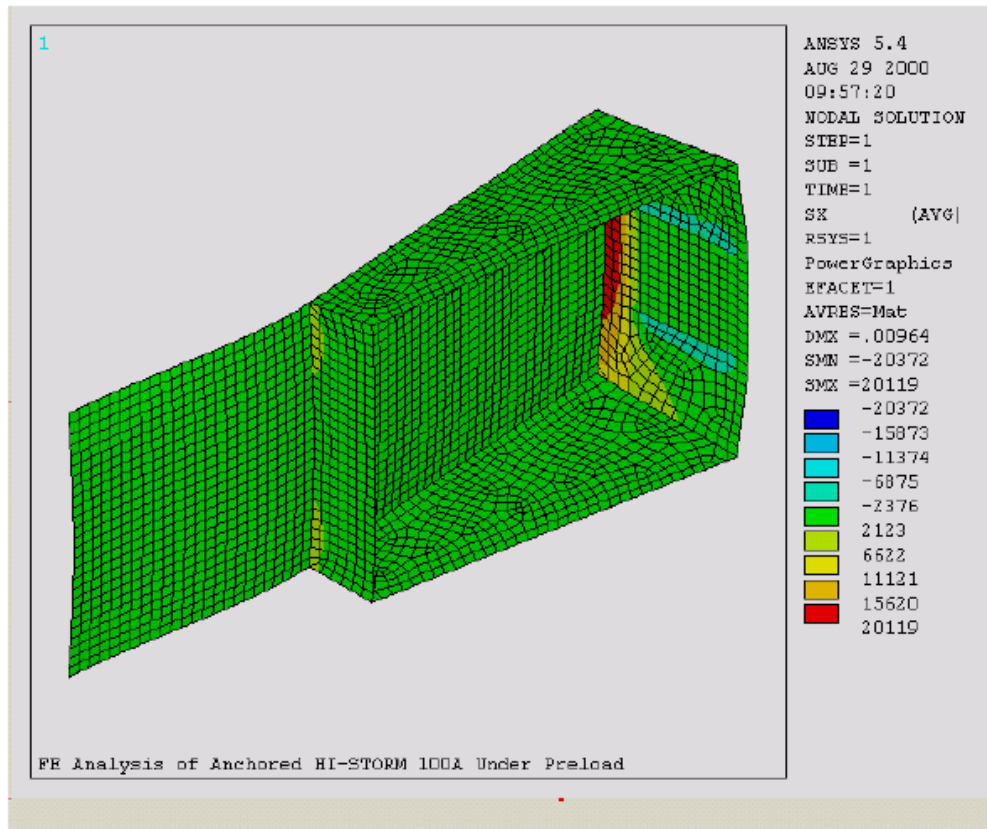 1
ANSYS 5.4
AUG 29 2000
09:57:20
NODAL SOLUTION
STEP=1
SUB =1
TIME=1
SX (AVG)
RSYS=1
PowerGraphics
EFACET=1
AVRES=Mat
DMX =.00964
SMN =-20372
SMX =20119
-20372
-15873
-11374
-6875
-2376
2123
6622
11121
15620
20119
FE Analysis of Anchored HI-STORM 100A Under Preload